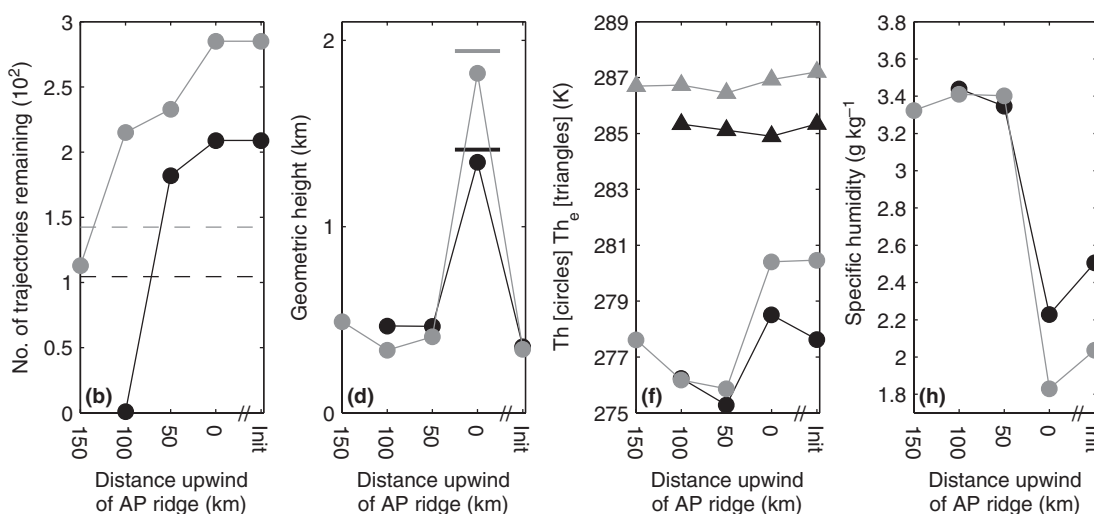 No. of trajectories remaining (10²)
3
2.5
2
1.5
1
0.5
0
(b)
150
100
50
0
//
Init
Distance upwind
of AP ridge (km)
Geometric height (km)
2
1
0
(d)
150
100
50
0
//
Init
Distance upwind
of AP ridge (km)
Th [circles] Thₑ [triangles] (K)
289
287
285
283
281
279
277
275
(f)
150
100
50
0
//
Init
Distance upwind
of AP ridge (km)
Specific humidity (g kg⁻¹)
3.8
3.6
3.4
3.2
3
2.8
2.6
2.4
2.2
2
1.8
(h)
150
100
50
0
//
Init
Distance upwind
of AP ridge (km)